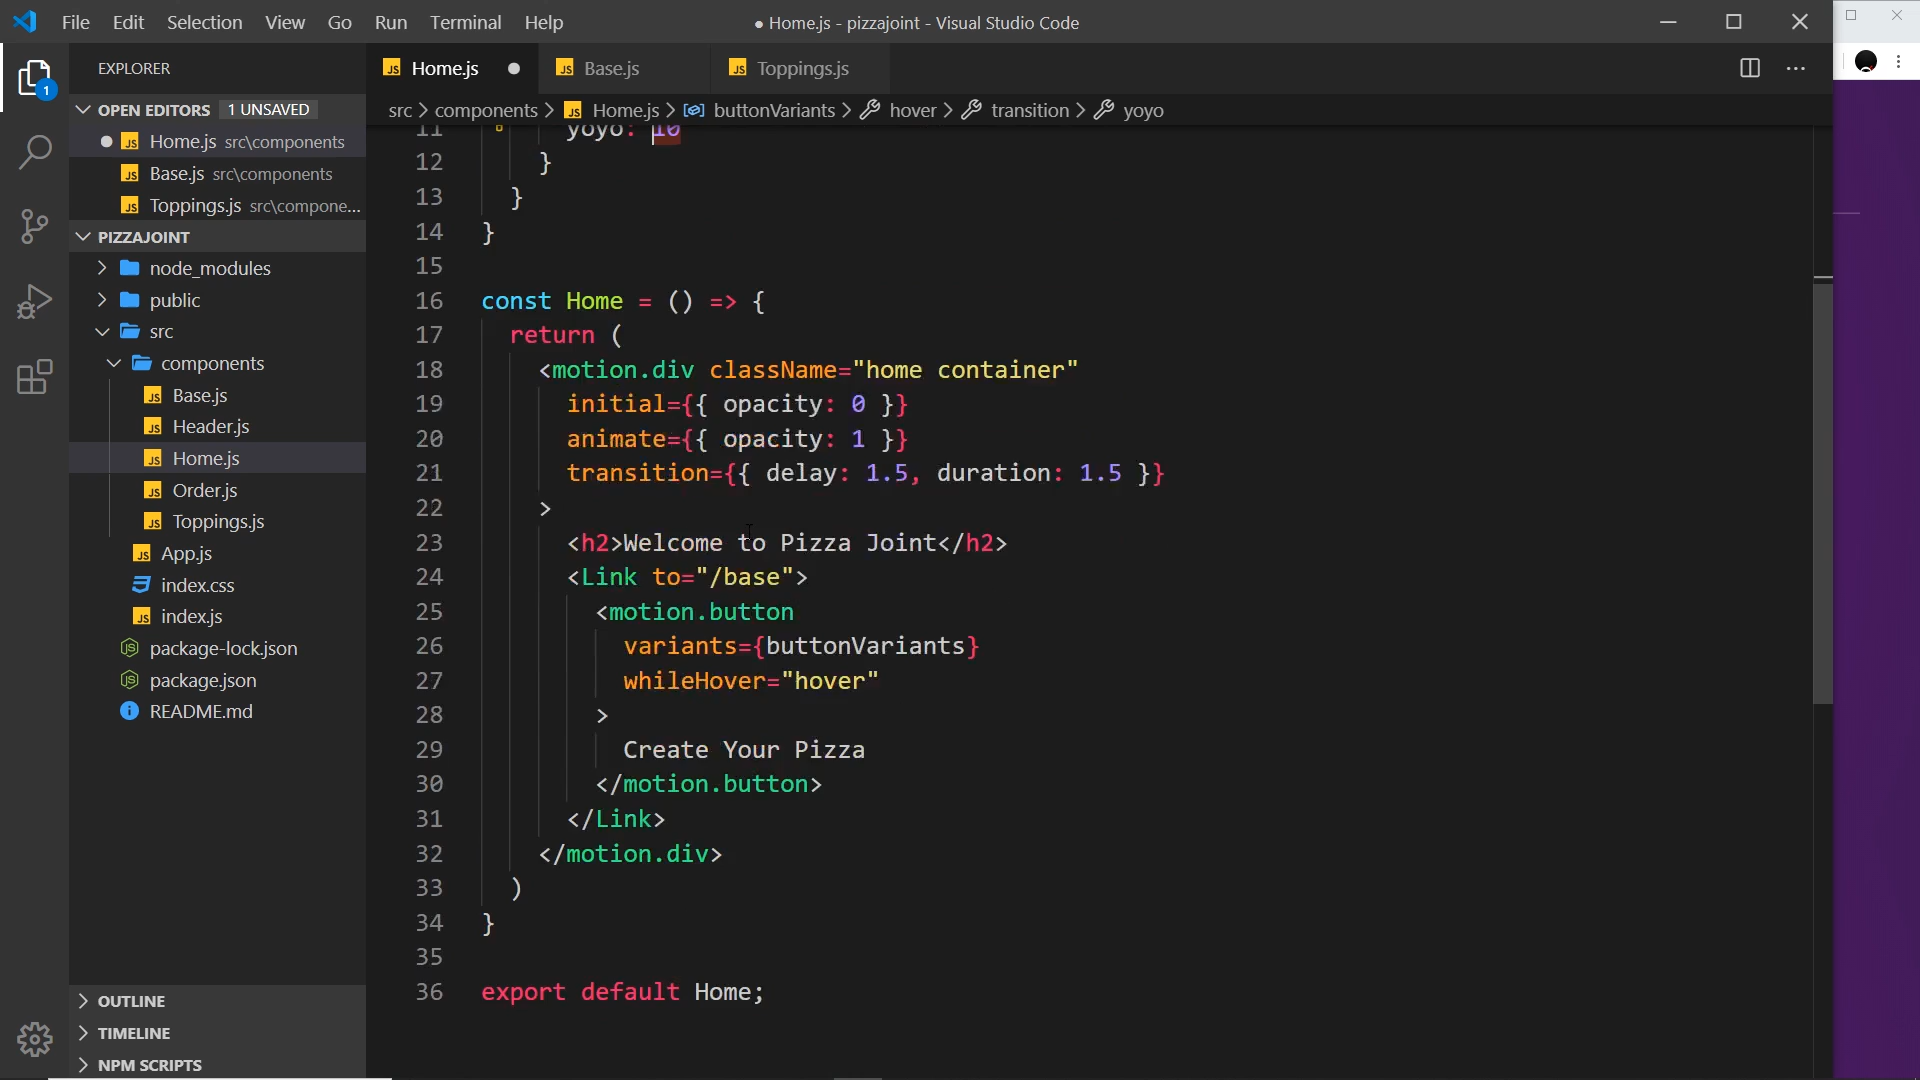 File Edit Selection View Go Run Terminal Help ● Home.js - pizzajoint - Visual Studio Code
EXPLORER
Home.js ● Base.js Toppings.js
OPEN EDITORS 1 UNSAVED
src > components > Home.js > buttonVariants > hover > transition > yoyo
● Home.js src\components
Base.js src\components
Toppings.js src\compone...
PIZZAJOINT
node_modules
public
src
components
Base.js
Header.js
Home.js
Order.js
Toppings.js
App.js
index.css
index.js
package-lock.json
package.json
README.md
OUTLINE
TIMELINE
NPM SCRIPTS
1
11 yoyo: 10
12 }
13 }
14 }
15
16 const Home = () => {
17 return (
18 <motion.div className="home container"
19 initial={{ opacity: 0 }}
20 animate={{ opacity: 1 }}
21 transition={{ delay: 1.5, duration: 1.5 }}
22 >
23 <h2>Welcome to Pizza Joint</h2>
24 <Link to="/base">
25 <motion.button
26 variants={buttonVariants}
27 whileHover="hover"
28 >
29 Create Your Pizza
30 </motion.button>
31 </Link>
32 </motion.div>
33 )
34 }
35
36 export default Home;